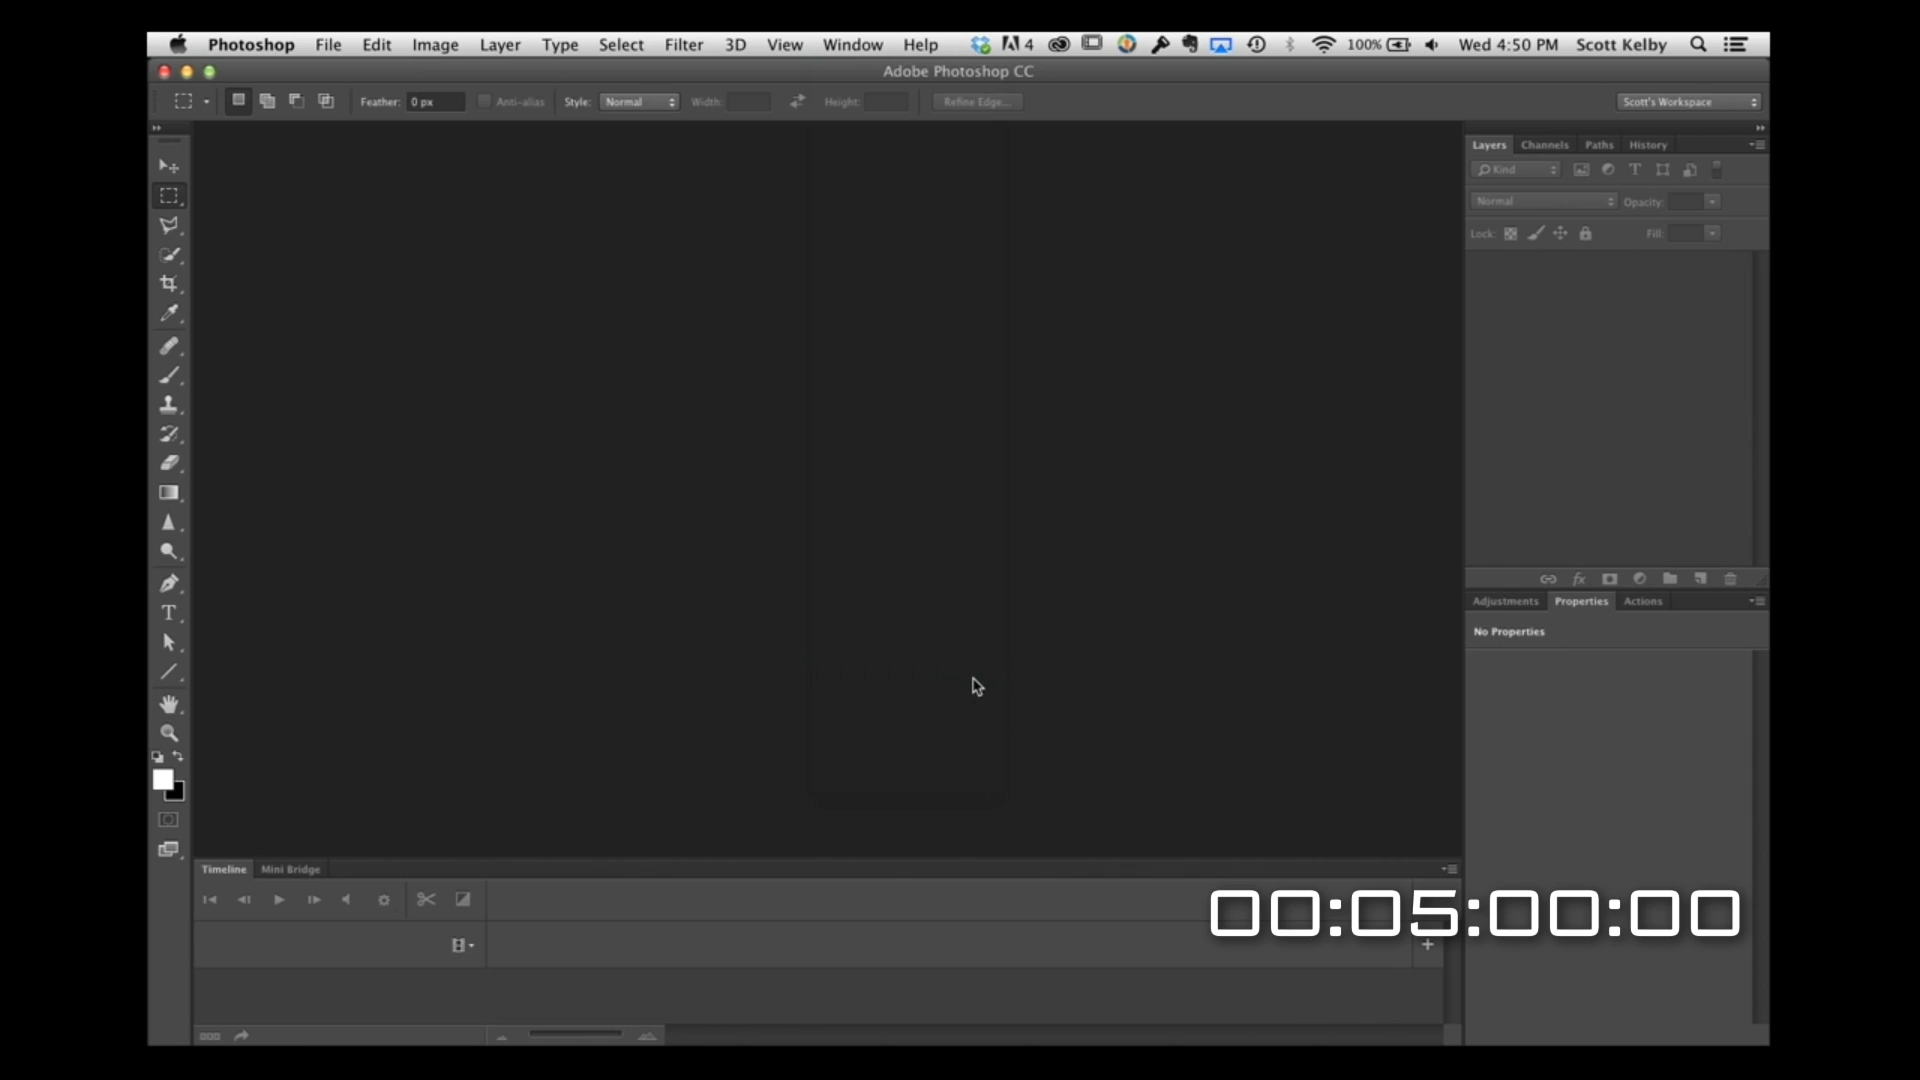 Photoshop File Edit Image Layer Type Select Filter 3D View Window Help 4 100% Wed 4:50 PM Scott Kelby
Adobe Photoshop CC
Feather: 0 px Anti-alias Style: Normal Width: Height: Refine Edge... Scott's Workspace
Layers Channels Paths History
Kind
Normal Opacity:
Lock: Fill:
Adjustments Properties Actions
No Properties
Timeline Mini Bridge
00:05:00:00